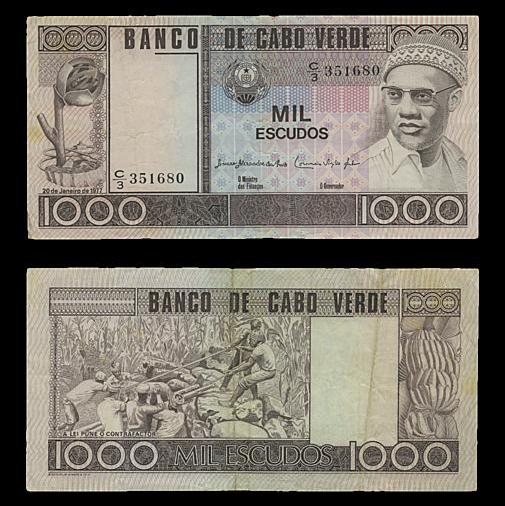 1000
BANCO DE CABO VERDE
1000
C/3 351680
MIL
ESCUDOS
C/3 351680
O Ministro das Finanças
O Governador
20 de Janeiro de 1977
1000
1000
BANCO DE CABO VERDE
1000
A LEI PUNE O CONTRAFACTOR
1000 MIL ESCUDOS 1000